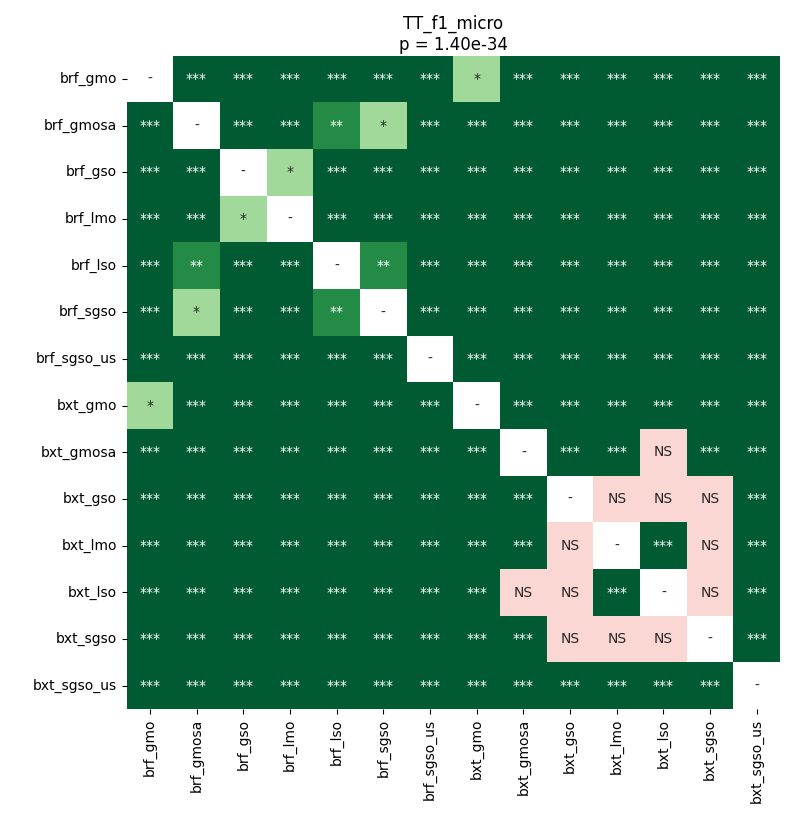 TT_f1_micro
p = 1.40e-34
brf_gmo - *** *** *** *** *** *** * *** *** *** *** *** ***
brf_gmosa *** - *** *** ** * *** *** *** *** *** *** *** ***
brf_gso *** *** - * *** *** *** *** *** *** *** *** *** ***
brf_lmo *** *** * - *** *** *** *** *** *** *** *** *** ***
brf_lso *** ** *** *** - ** *** *** *** *** *** *** *** ***
brf_sgso *** * *** *** ** - *** *** *** *** *** *** *** ***
brf_sgso_us *** *** *** *** *** *** - *** *** *** *** *** *** ***
bxt_gmo * *** *** *** *** *** *** - *** *** *** *** *** ***
bxt_gmosa *** *** *** *** *** *** *** *** - *** *** NS *** ***
bxt_gso *** *** *** *** *** *** *** *** *** - NS NS NS ***
bxt_lmo *** *** *** *** *** *** *** *** *** NS - *** NS ***
bxt_lso *** *** *** *** *** *** *** *** NS NS *** - NS ***
bxt_sgso *** *** *** *** *** *** *** *** *** NS NS NS - ***
bxt_sgso_us *** *** *** *** *** *** *** *** *** *** *** *** *** -
brf_gmo brf_gmosa brf_gso brf_lmo brf_lso brf_sgso brf_sgso_us bxt_gmo bxt_gmosa bxt_gso bxt_lmo bxt_lso bxt_sgso bxt_sgso_us